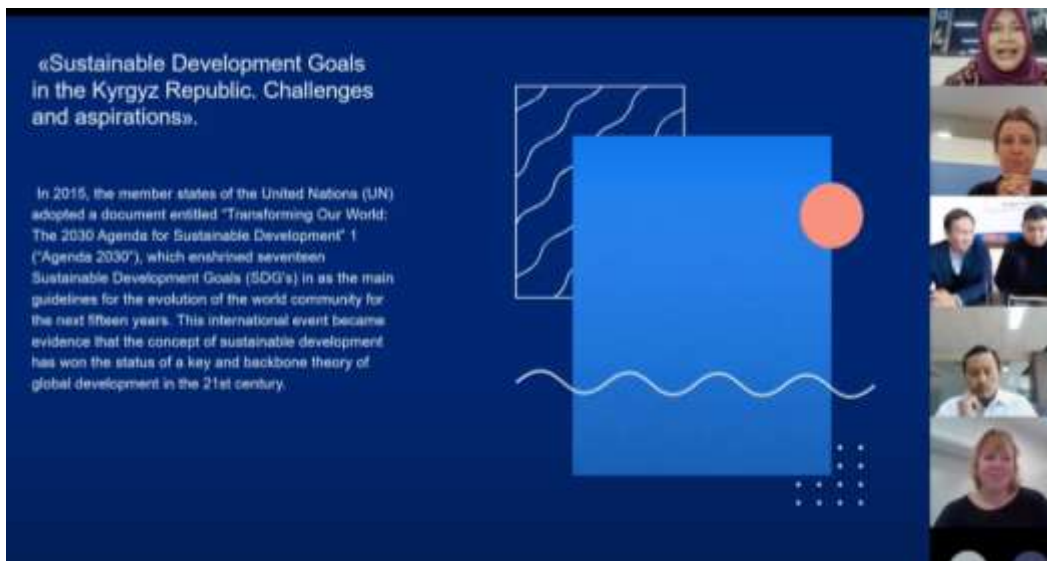 «Sustainable Development Goals
in the Kyrgyz Republic. Challenges
and aspirations».
In 2015, the member states of the United Nations (UN)
adopted a document entitled "Transforming Our World:
The 2030 Agenda for Sustainable Development" 1
("Agenda 2030"), which enshrined seventeen
Sustainable Development Goals (SDG's) in as the main
guidelines for the evolution of the world community for
the next fifteen years. This international event became
evidence that the concept of sustainable development
has won the status of a key and backbone theory of
global development in the 21st century.